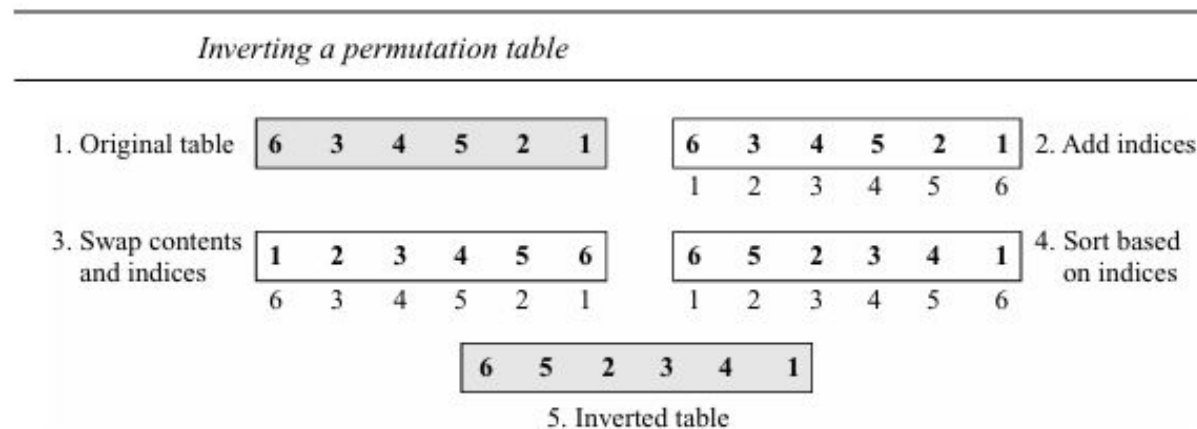 Inverting a permutation table
1. Original table 6 3 4 5 2 1
6 3 4 5 2 1 2. Add indices
1 2 3 4 5 6
3. Swap contents and indices 1 2 3 4 5 6
6 3 4 5 2 1
6 5 2 3 4 1 4. Sort based on indices
1 2 3 4 5 6
6 5 2 3 4 1
5. Inverted table